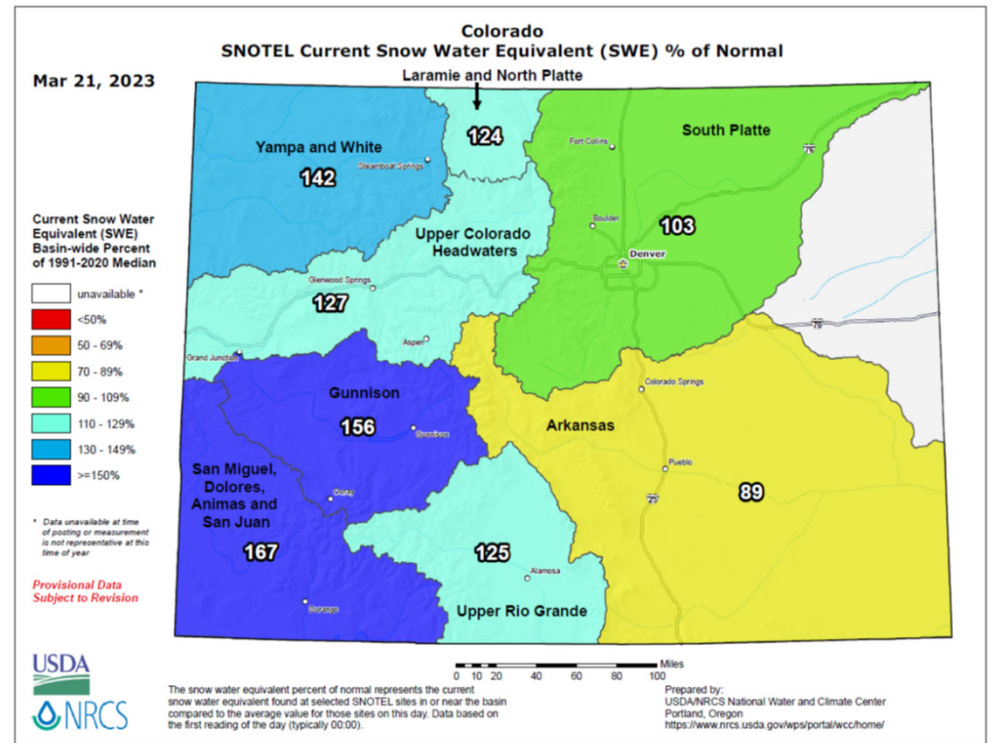 Colorado
SNOTEL Current Snow Water Equivalent (SWE) % of Normal
Mar 21, 2023
Laramie and North Platte
124
Yampa and White
142
Steamboat Springs
Fort Collins
South Platte
76
103
Boulder
Denver
Upper Colorado
Headwaters
Glenwood Springs
127
Aspen
Grand Junction
70
Current Snow Water
Equivalent (SWE)
Basin-wide Percent
of 1991-2020 Median
unavailable *
<50%
50 - 69%
70 - 89%
90 - 109%
110 - 129%
130 - 149%
>=150%
* Data unavailable at time
of posting or measurement
is not representative at this
time of year
Provisional Data
Subject to Revision
Gunnison
156
Gunnison
Colorado Springs
Arkansas
Pueblo
89
25
San Miguel,
Dolores,
Animas and
San Juan
167
Ouray
Durango
125
Alamosa
Upper Rio Grande
Miles
0 10 20 40 60 80 100
USDA
NRCS
The snow water equivalent percent of normal represents the current
snow water equivalent found at selected SNOTEL sites in or near the basin
compared to the average value for those sites on this day. Data based on
the first reading of the day (typically 00:00).
Prepared by:
USDA/NRCS National Water and Climate Center
Portland, Oregon
https://www.nrcs.usda.gov/wps/portal/wcc/home/